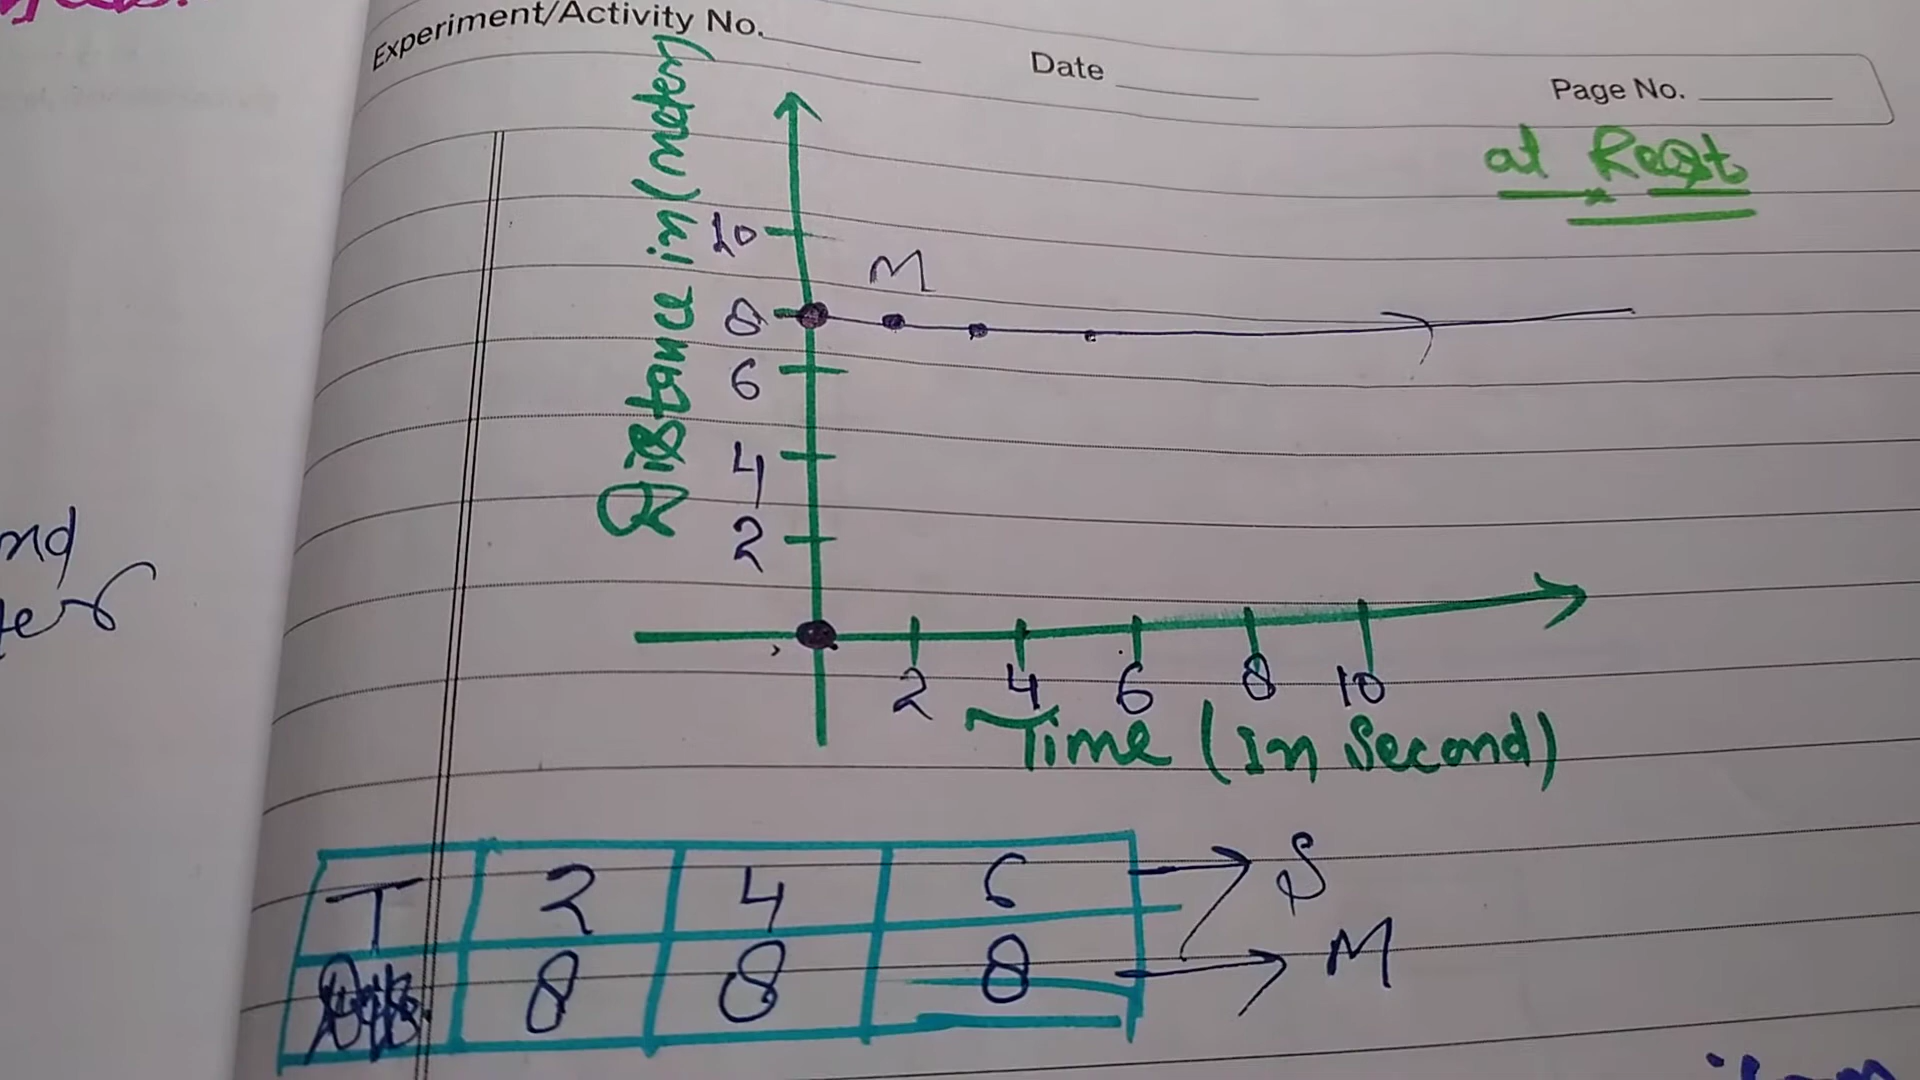 Experiment/Activity No.
Date
Page No.
at Rest
Distance in (meter)
10
M
8
6
4
2
2 4 6 8 10
Time (in Second)
T 2 4 6 S
8 8 8 M